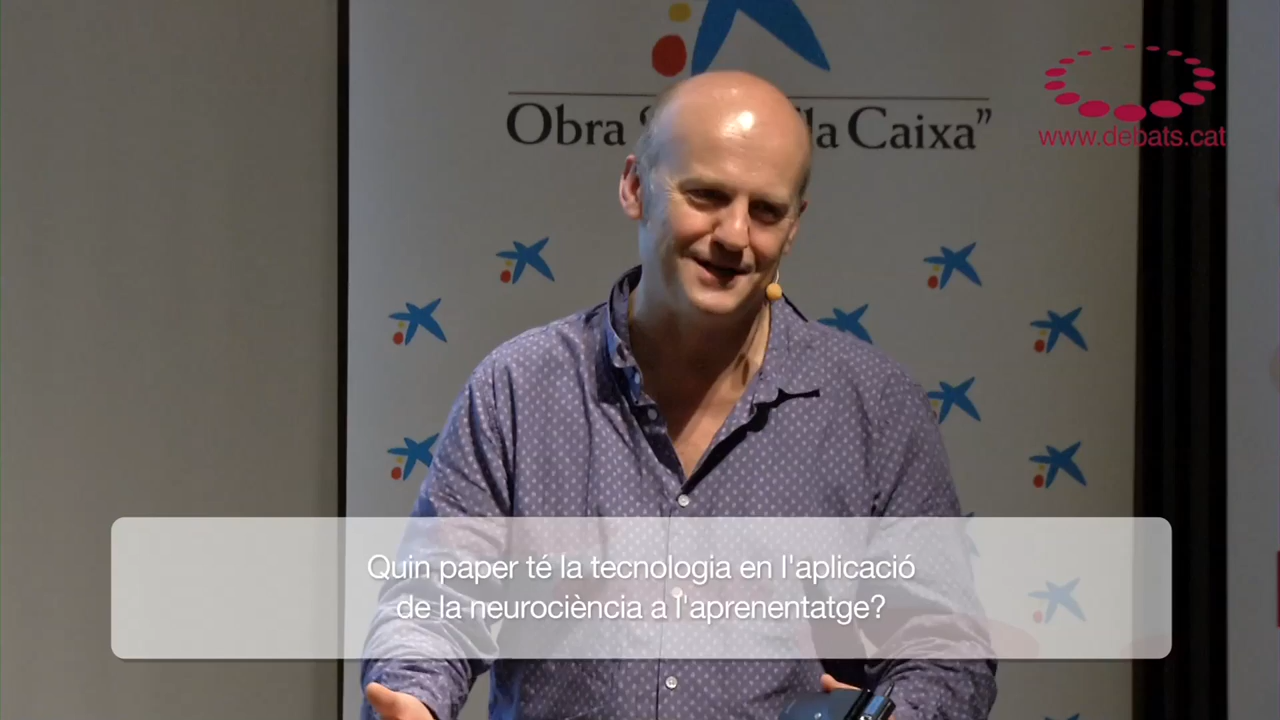 Obra "la Caixa"
www.debats.cat
Quin paper té la tecnologia en l'aplicació
de la neurociència a l'aprenentatge?